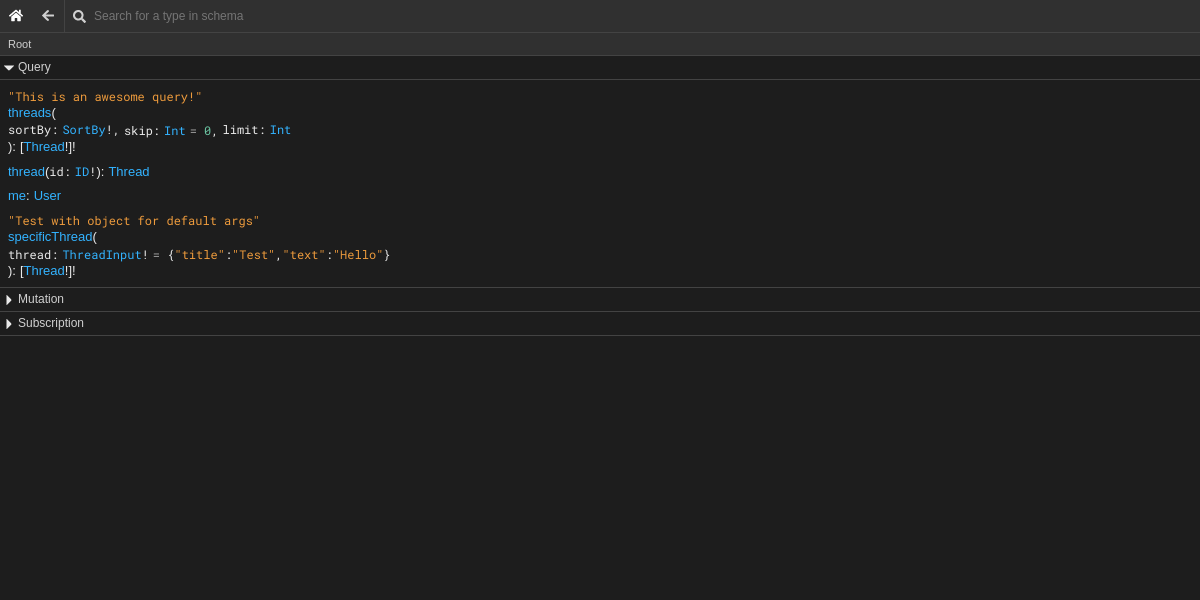 Search for a type in schema
Root
Query
"This is an awesome query!"
threads(
sortBy: SortBy!, skip: Int = 0, limit: Int
): [Thread!]!
thread(id: ID!): Thread
me: User
"Test with object for default args"
specificThread(
thread: ThreadInput! = {"title":"Test","text":"Hello"}
): [Thread!]!
Mutation
Subscription